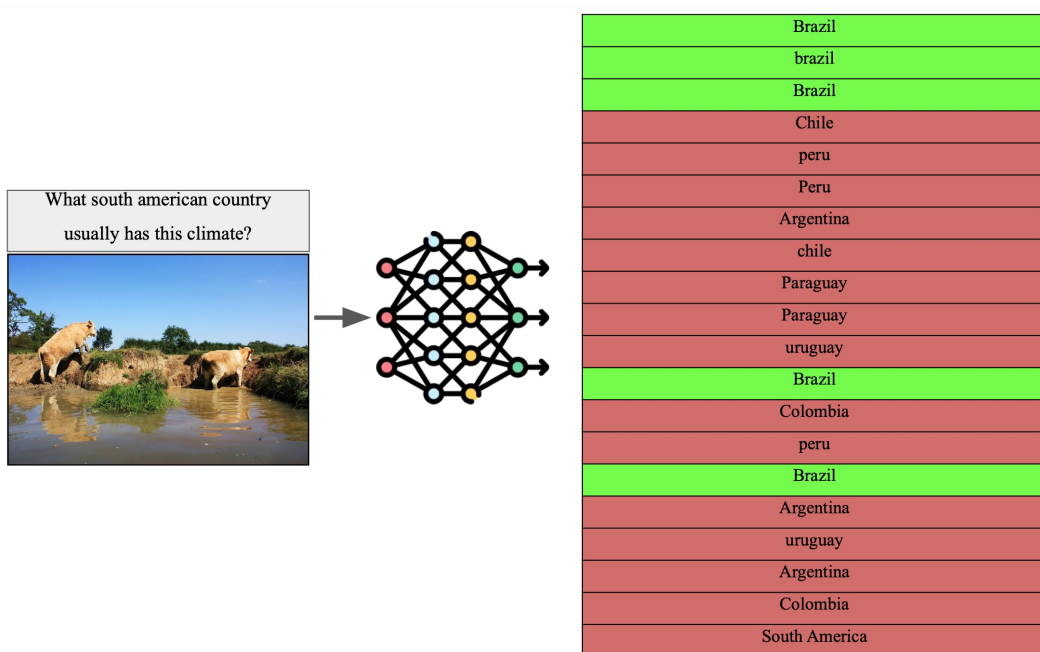 What south american country
usually has this climate?
Brazil
brazil
Brazil
Chile
peru
Peru
Argentina
chile
Paraguay
Paraguay
uruguay
Brazil
Colombia
peru
Brazil
Argentina
uruguay
Argentina
Colombia
South America